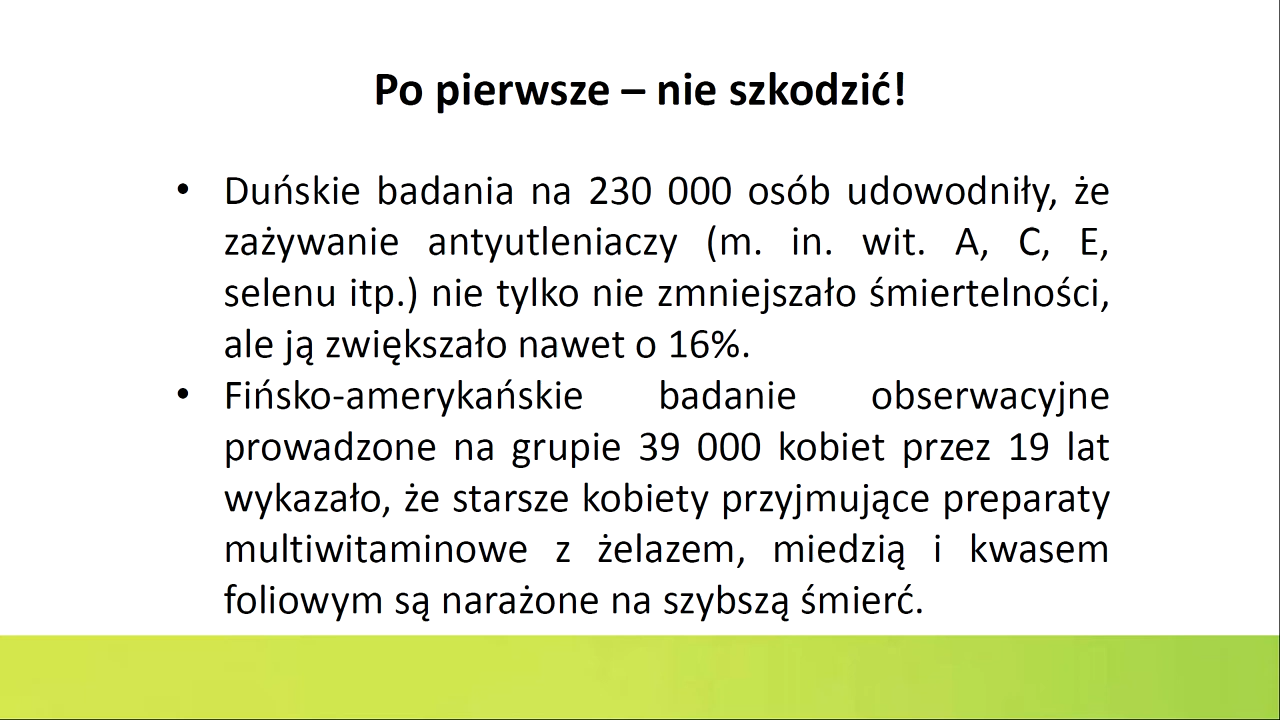 Po pierwsze – nie szkodzić!
• Duńskie badania na 230 000 osób udowodniły, że
zażywanie antyutleniaczy (m. in. wit. A, C, E,
selenu itp.) nie tylko nie zmniejszało śmiertelności,
ale ją zwiększało nawet o 16%.
• Fińsko-amerykańskie badanie obserwacyjne
prowadzone na grupie 39 000 kobiet przez 19 lat
wykazało, że starsze kobiety przyjmujące preparaty
multiwitaminowe z żelazem, miedzią i kwasem
foliowym są narażone na szybszą śmierć.